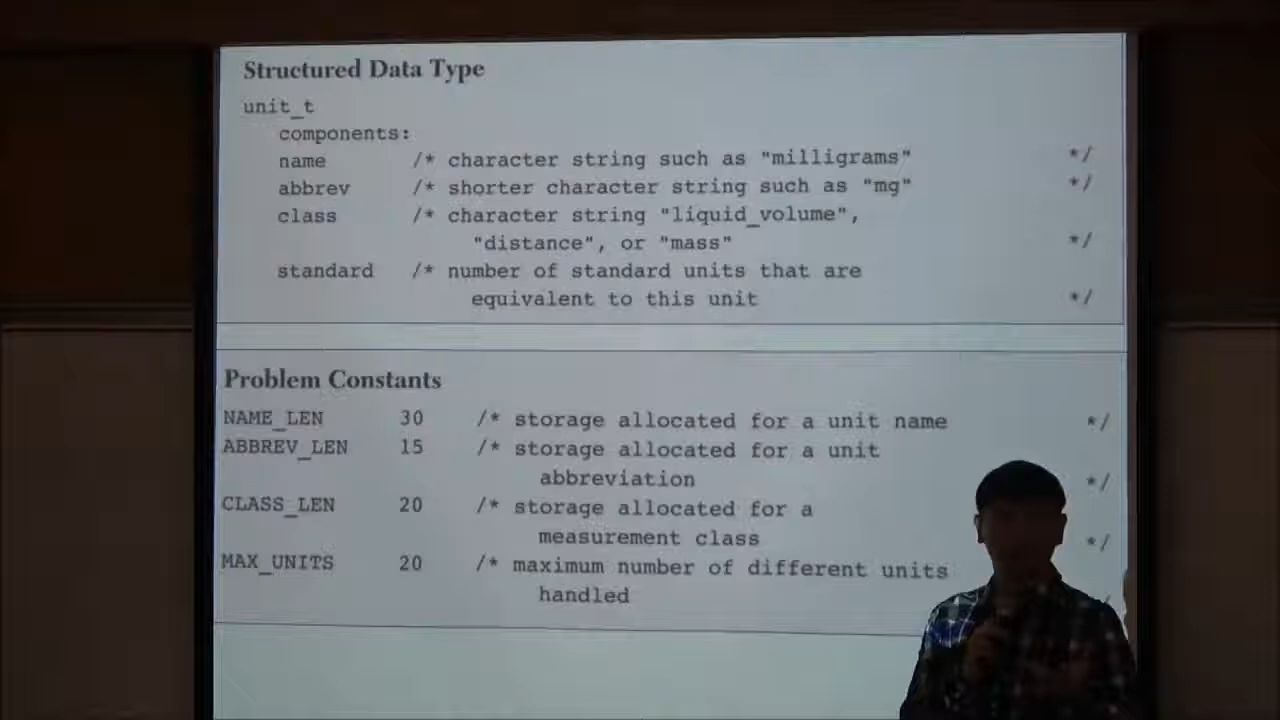 Structured Data Type
unit_t
components:
name /* character string such as "milligrams" */
abbrev /* shorter character string such as "mg" */
class /* character string "liquid_volume",
"distance", or "mass" */
standard /* number of standard units that are
equivalent to this unit */
Problem Constants
NAME_LEN 30 /* storage allocated for a unit name */
ABBREV_LEN 15 /* storage allocated for a unit
abbreviation */
CLASS_LEN 20 /* storage allocated for a
measurement class */
MAX_UNITS 20 /* maximum number of different units
handled